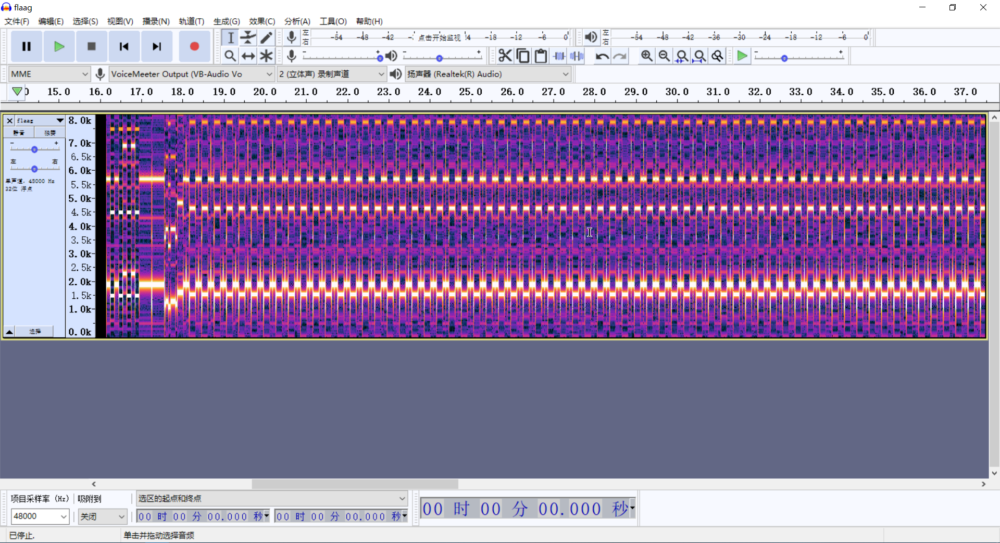 flaag
文件(F) 编辑(E) 选择(S) 视图(V) 播录(N) 轨道(T) 生成(G) 效果(C) 分析(A) 工具(O) 帮助(H)
左 右 -54 -48 -42 点击开始监视 -18 -12 -6 0
左 右 -54 -48 -42 -36 -30 -24 -18 -12 -6 0
- + - + - +
MME VoiceMeeter Output (VB-Audio Vo 2 (立体声) 录制声道 扬声器 (Realtek(R) Audio)
15.0 16.0 17.0 18.0 19.0 20.0 21.0 22.0 23.0 24.0 25.0 26.0 27.0 28.0 29.0 30.0 31.0 32.0 33.0 34.0 35.0 36.0 37.0
flaag
静音 独奏
- +
左 右
单声道, 48000 Hz
32位 浮点
选择
8.0k
7.0k
6.5k
6.0k
5.5k
5.0k
4.5k
4.0k
3.5k
3.0k
2.5k
2.0k
1.5k
1.0k
0.0k
项目采样率 (Hz) 吸附到 选区的起点和终点
48000 关闭 00 时 00 分 00.000 秒 00 时 00 分 00.000 秒
00 时 00 分 00.000 秒
已停止. 单击并拖动选择音频